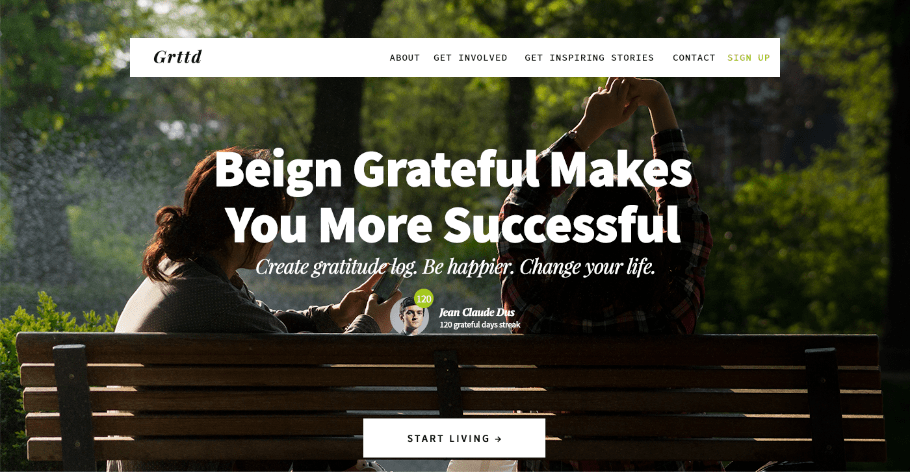 Grttd
ABOUT GET INVOLVED GET INSPIRING STORIES CONTACT SIGN UP
Beign Grateful Makes
You More Successful
Create gratitude log. Be happier. Change your life.
120
Jean Claude Dus
120 grateful days streak
START LIVING →